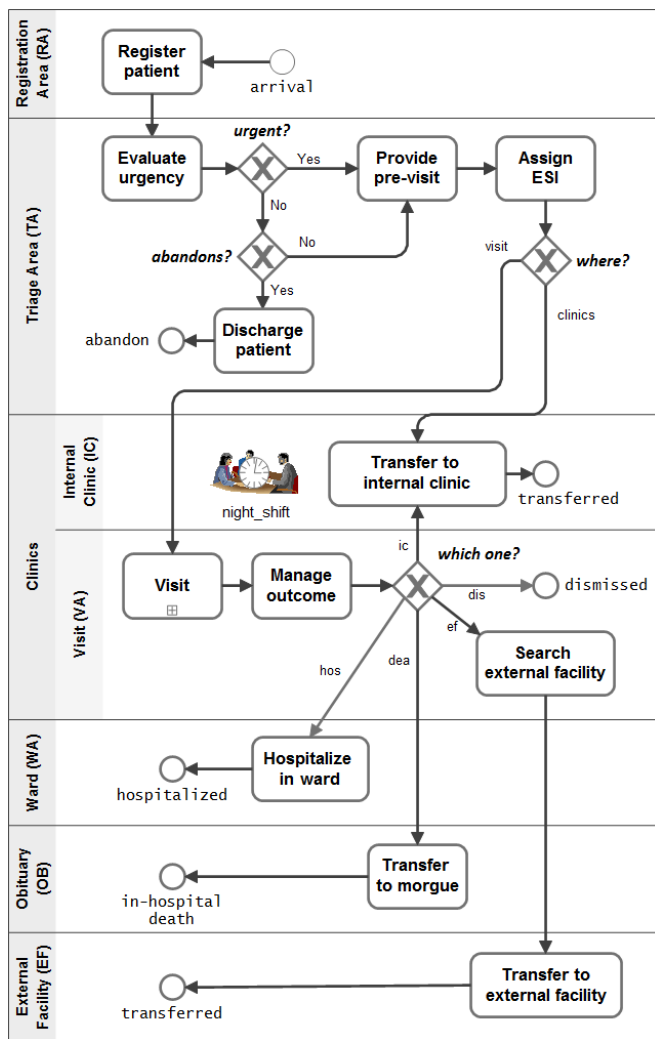 Registration
Area (RA)
Register
patient
arrival
Triage Area (TA)
Evaluate
urgency
urgent?
Yes
No
Provide
pre-visit
Assign
ESI
abandons?
No
Yes
visit
where?
clinics
Discharge
patient
abandon
Clinics
Internal
Clinic (IC)
night_shift
Transfer to
internal clinic
transferred
Visit (VA)
Visit
Manage
outcome
ic
which one?
dis
dismissed
ef
Search
external facility
hos
dea
Ward (WA)
Hospitalize
in ward
hospitalized
Obituary
(OB)
Transfer
to morgue
in-hospital
death
External
Facility (EF)
Transfer to
external facility
transferred